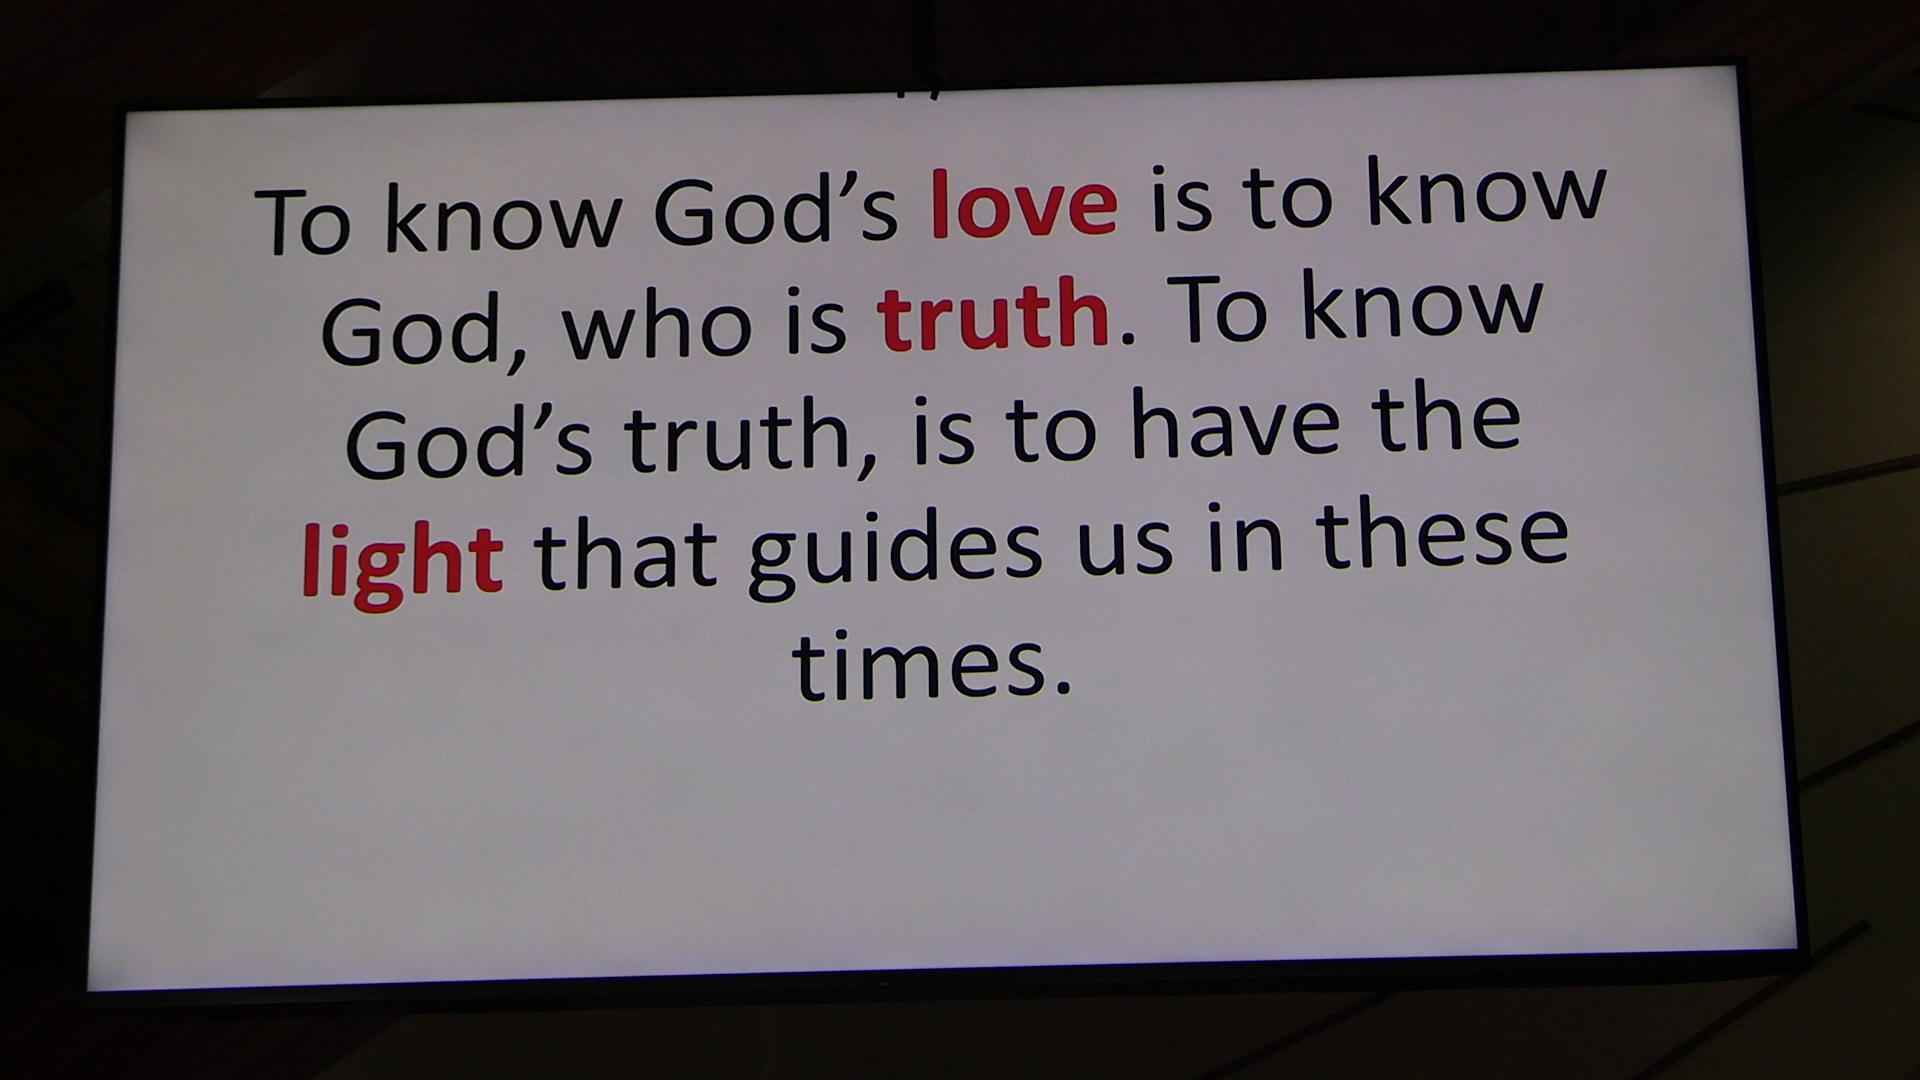 To know God’s love is to know
God, who is truth. To know
God’s truth, is to have the
light that guides us in these
times.